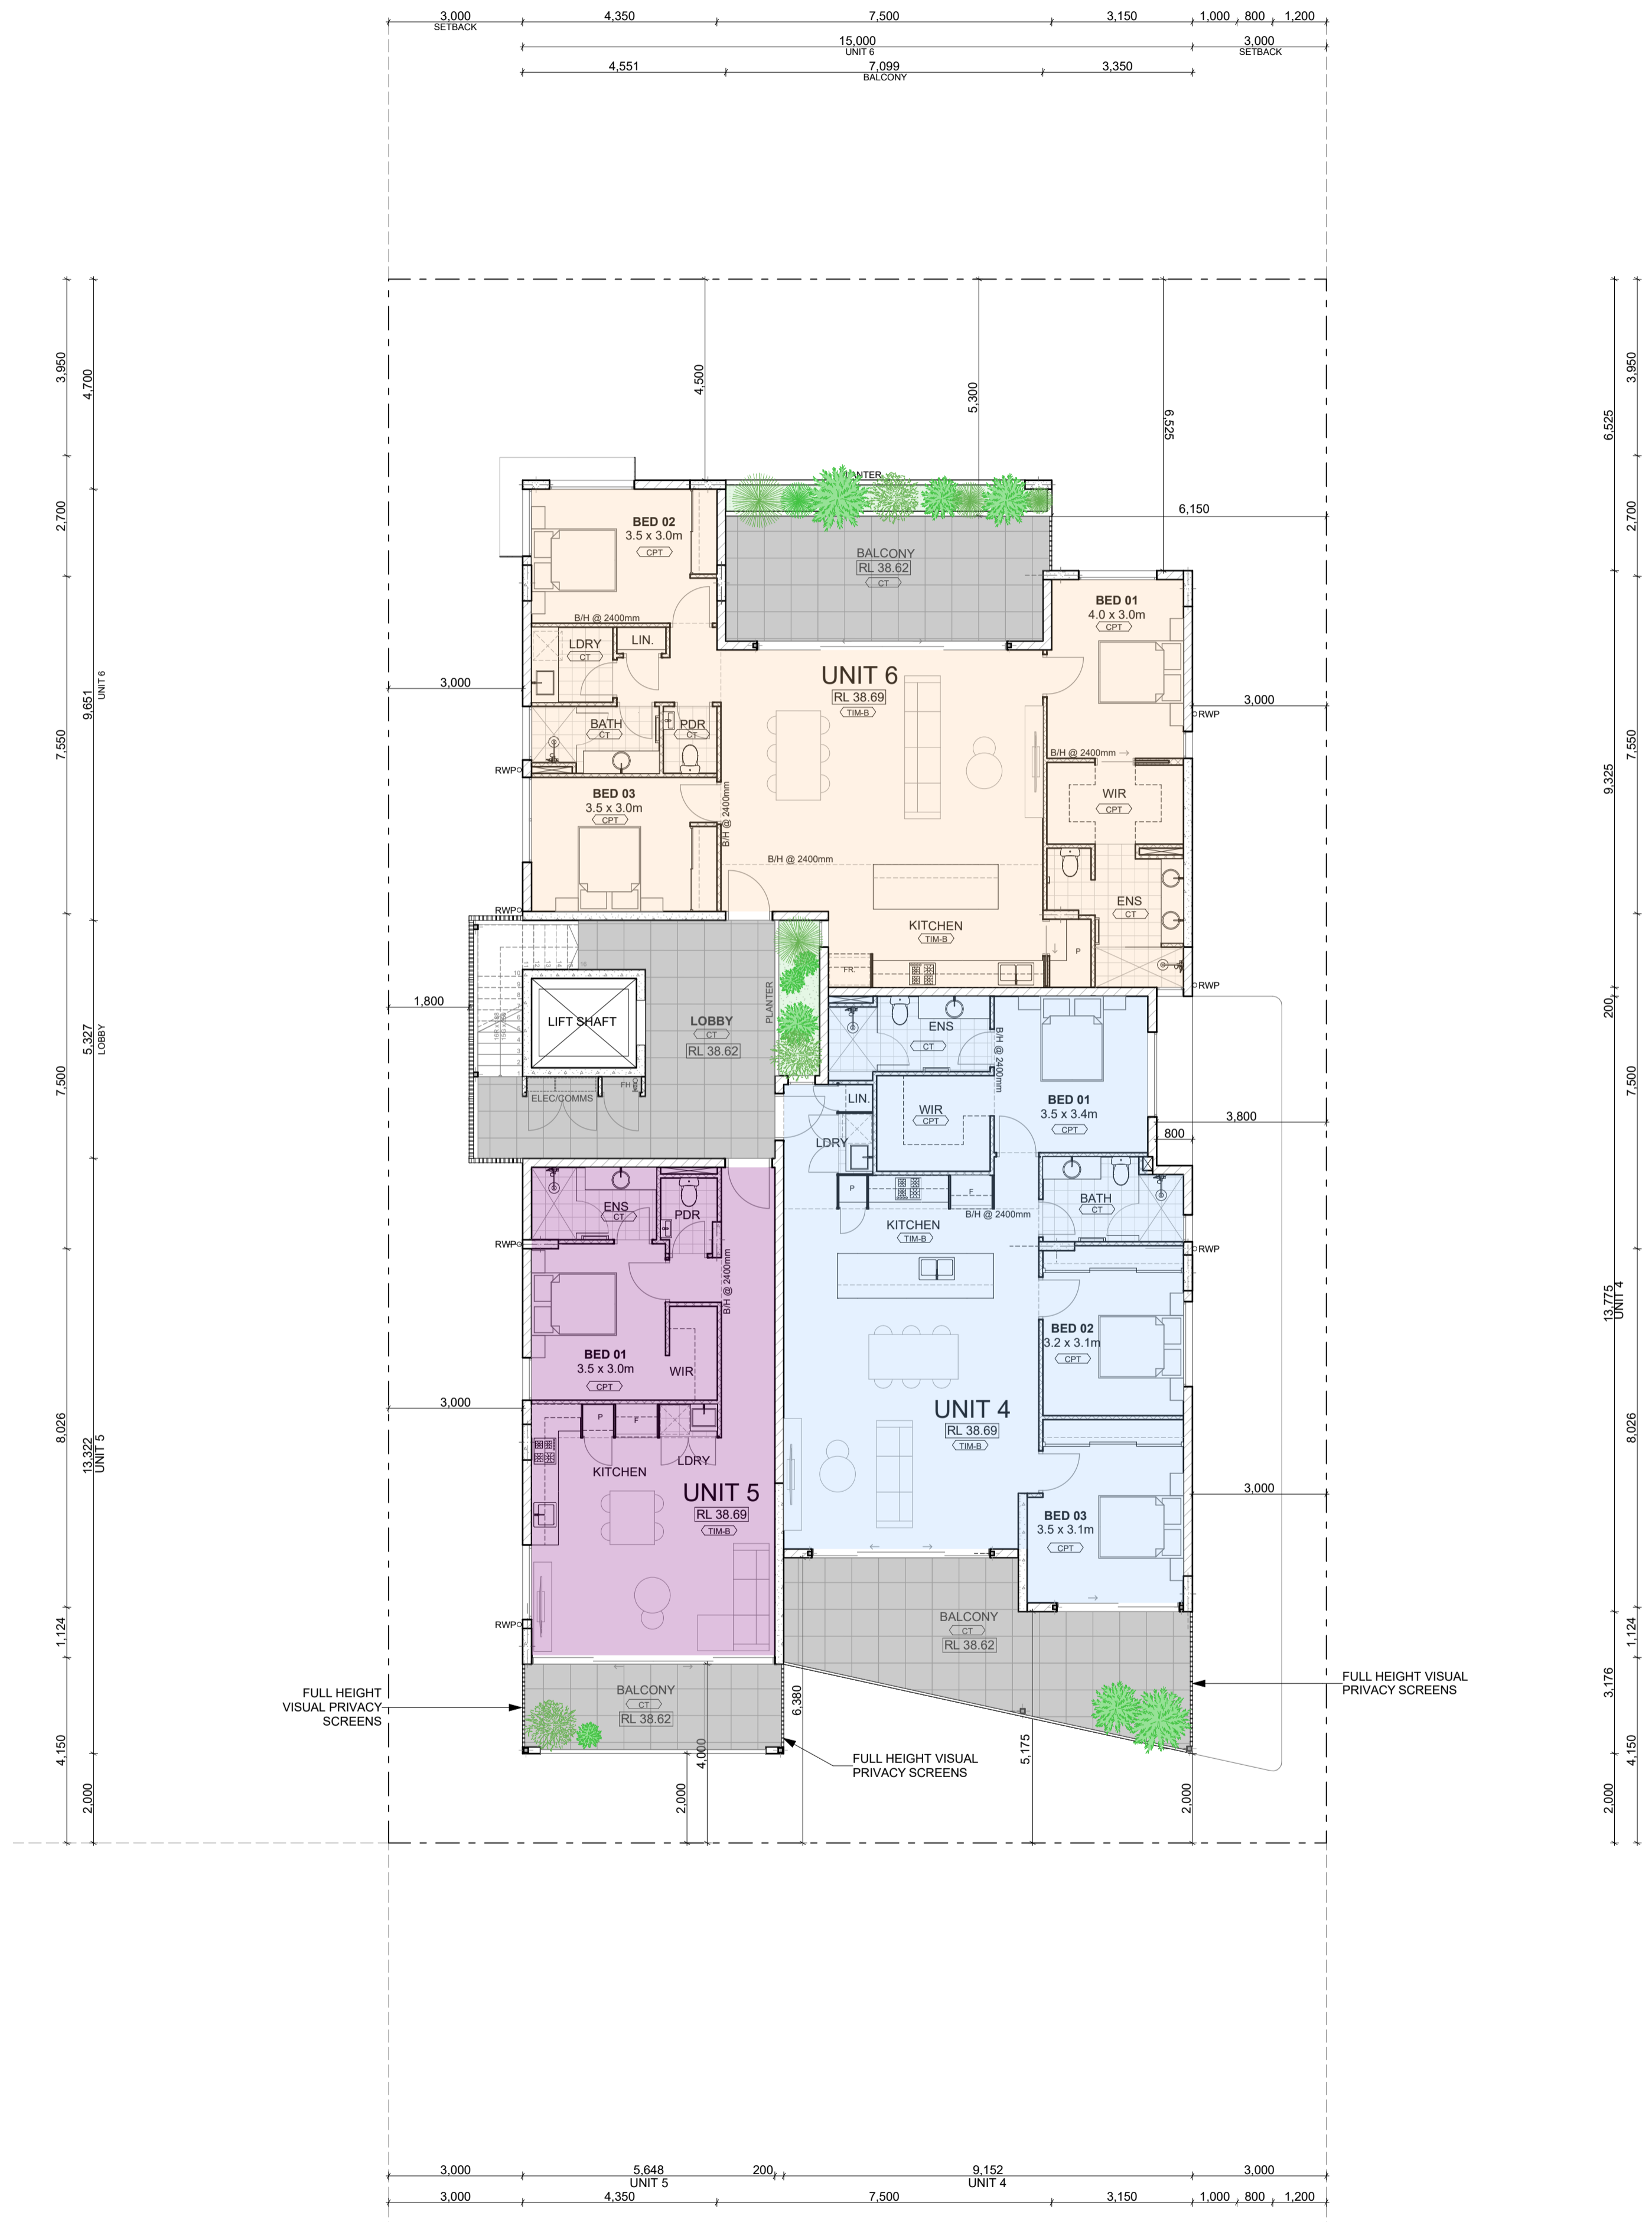 3,000
SETBACK
4,350
7,500
3,150
1,000
800
1,200
15,000
UNIT 6
3,000
SETBACK
4,551
7,099
BALCONY
3,350
3,950
4,700
4,500
5,300
6,525
6,525
3,950
PLANTER
2,700
6,150
2,700
BED 02
3.5 x 3.0m
CPT
BALCONY
RL 38.62
CT
BED 01
4.0 x 3.0m
CPT
B/H @ 2400mm
LDRY
CT
LIN.
UNIT 6
RL 38.69
TIM-B
3,000
9,651
UNIT 6
3,000
RWP
BATH
CT
PDR
CT
7,550
7,550
B/H @ 2400mm
RWP
9,325
BED 03
3.5 x 3.0m
CPT
WIR
CPT
B/H @ 2400mm
B/H @ 2400mm
ENS
CT
RWP
KITCHEN
TIM-B
P
FR.
RWP
1,800
LIFT SHAFT
LOBBY
CT
RL 38.62
PLANTER
200
5,327
LOBBY
ENS
CT
B/H @ 2400mm
7,500
7,500
ELEC/COMMS
FH
LIN.
WIR
CPT
BED 01
3.5 x 3.4m
CPT
3,800
800
LDRY
P
F
ENS
CT
PDR
BATH
CT
B/H @ 2400mm
KITCHEN
TIM-B
RWP
RWP
B/H @ 2400mm
13,775
UNIT 4
BED 02
3.2 x 3.1m
CPT
BED 01
3.5 x 3.0m
CPT
WIR
3,000
UNIT 4
RL 38.69
TIM-B
P
F
8,026
13,322
UNIT 5
8,026
KITCHEN
LDRY
UNIT 5
RL 38.69
TIM-B
3,000
BED 03
3.5 x 3.1m
CPT
RWP
1,124
1,124
BALCONY
CT
RL 38.62
FULL HEIGHT
VISUAL PRIVACY
SCREENS
BALCONY
CT
RL 38.62
FULL HEIGHT VISUAL
PRIVACY SCREENS
3,176
6,380
4,150
4,000
FULL HEIGHT VISUAL
PRIVACY SCREENS
5,175
4,150
2,000
2,000
2,000
2,000
3,000
5,648
UNIT 5
200
9,152
UNIT 4
3,000
3,000
4,350
7,500
3,150
1,000
800
1,200